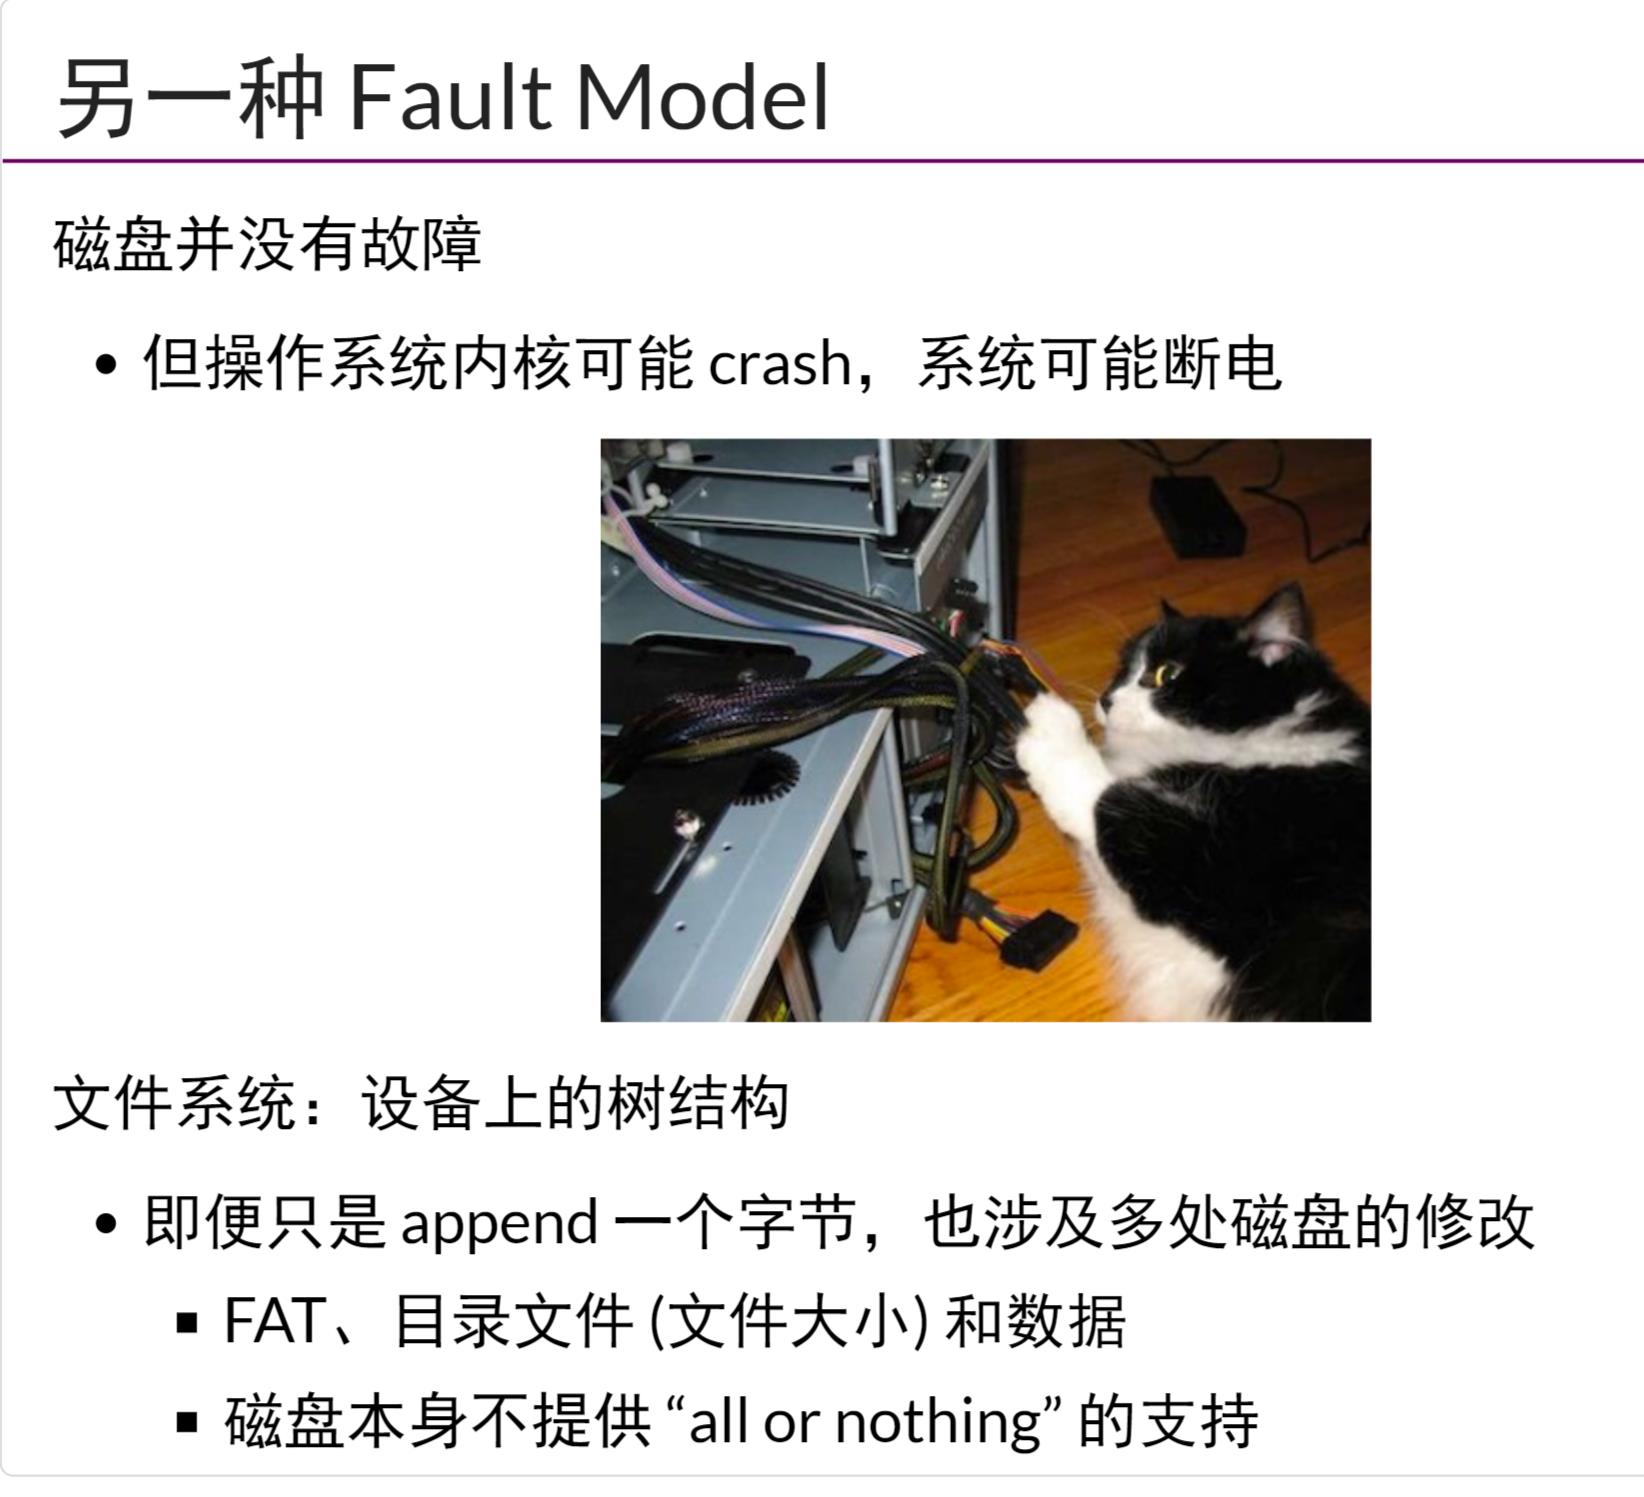 另一种 Fault Model
磁盘并没有故障
但操作系统内核可能 crash，系统可能断电
文件系统：设备上的树结构
即便只是 append 一个字节，也涉及多处磁盘的修改
FAT、目录文件 (文件大小) 和数据
磁盘本身不提供 “all or nothing” 的支持